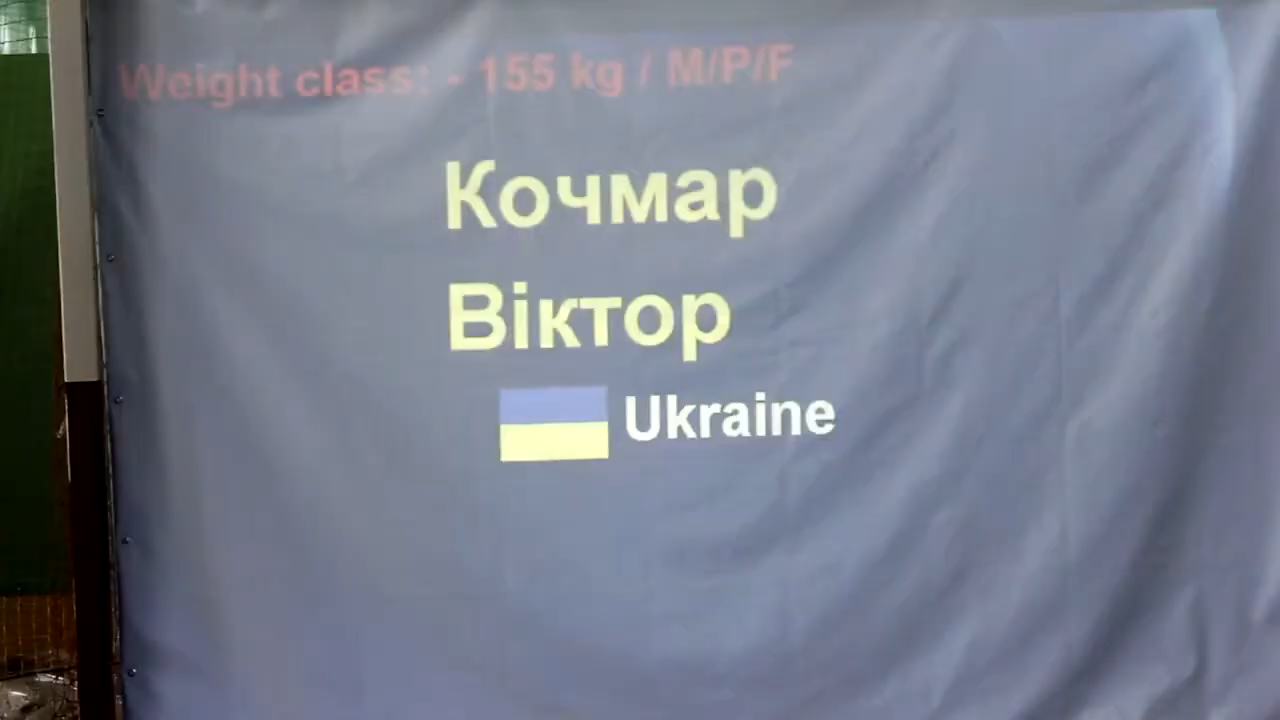 Weight class: - 155 kg / M/P/F
Кочмар
Віктор
Ukraine